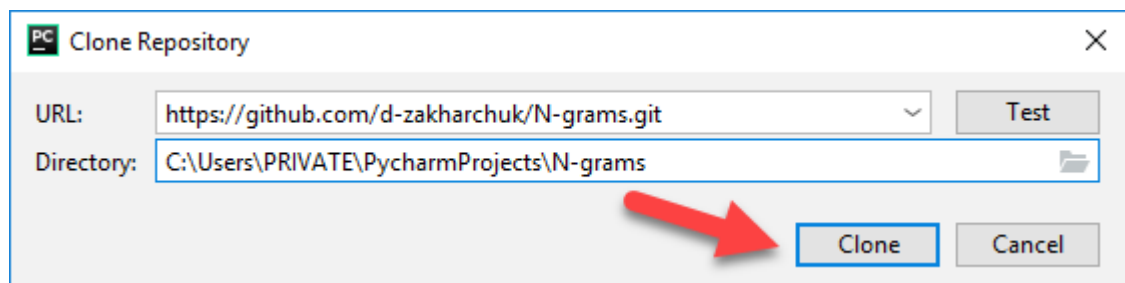 PC Clone Repository
URL: https://github.com/d-zakharchuk/N-grams.git Test
Directory: C:\Users\PRIVATE\PycharmProjects\N-grams
Clone Cancel